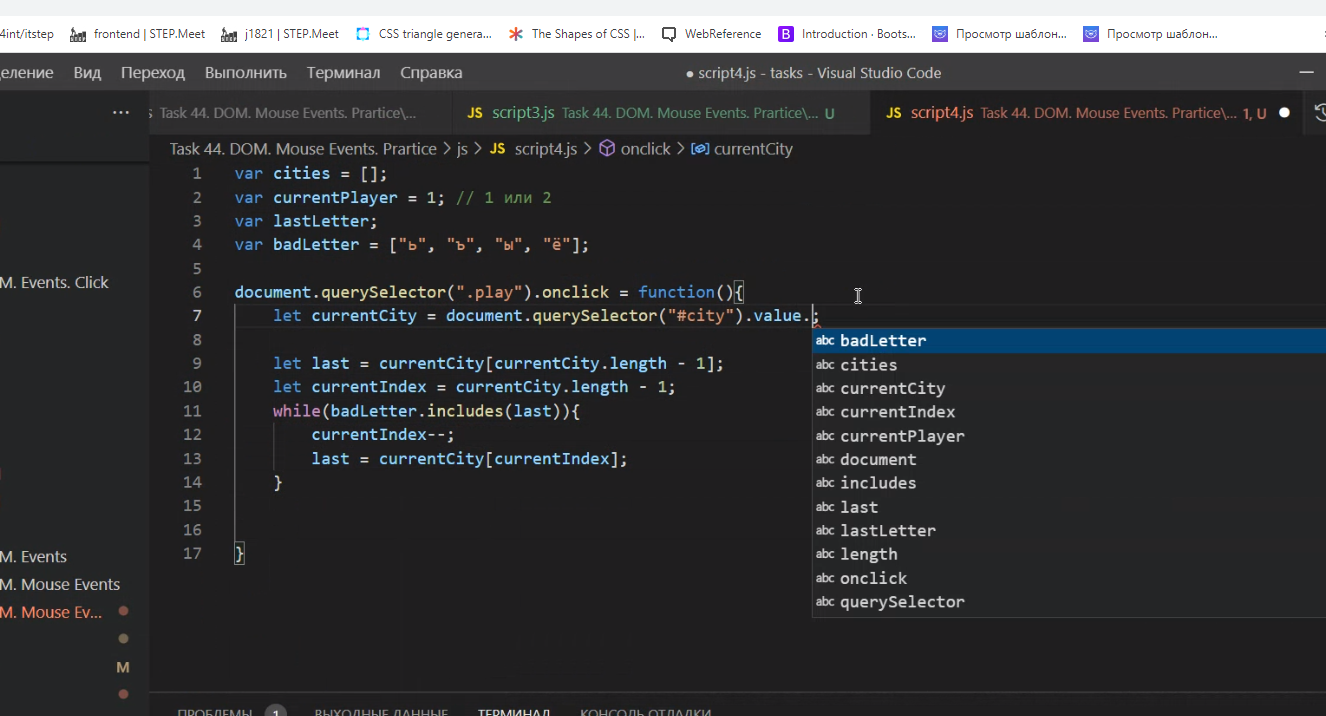 4int/itstep frontend | STEP.Meet j1821 | STEP.Meet CSS triangle genera... The Shapes of CSS |... WebReference B Introduction · Boots... Просмотр шаблон... Просмотр шаблон...
еление Вид Переход Выполнить Терминал Справка ● script4.js - tasks - Visual Studio Code
... s Task 44. DOM. Mouse Events. Prartice\... JS script3.js Task 44. DOM. Mouse Events. Prartice\... U JS script4.js Task 44. DOM. Mouse Events. Prartice\... 1, U
Task 44. DOM. Mouse Events. Prartice > js > JS script4.js > onclick > currentCity
1 var cities = [];
2 var currentPlayer = 1; // 1 или 2
3 var lastLetter;
4 var badLetter = ["ь", "ъ", "ы", "ё"];
5
M. Events. Click
6 document.querySelector(".play").onclick = function(){
7 let currentCity = document.querySelector("#city").value.;
8
9 let last = currentCity[currentCity.length - 1];
10 let currentIndex = currentCity.length - 1;
11 while(badLetter.includes(last)){
12 currentIndex--;
13 last = currentCity[currentIndex];
14 }
15
16
17 }
abc badLetter
abc cities
abc currentCity
abc currentIndex
abc currentPlayer
abc document
abc includes
abc last
abc lastLetter
abc length
abc onclick
abc querySelector
M. Events
M. Mouse Events
M. Mouse Ev...
M
ПРОБЛЕМЫ 1 ВЫХОДНЫЕ ДАННЫЕ ТЕРМИНАЛ КОНСОЛЬ ОТЛАДКИ